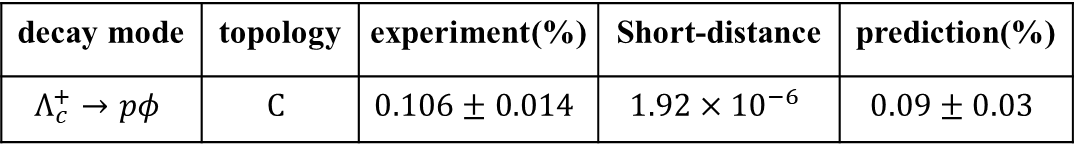 decay mode topology experiment(%) Short-distance prediction(%)
Λ_c^+ → pϕ C 0.106 ± 0.014 1.92 × 10^−6 0.09 ± 0.03